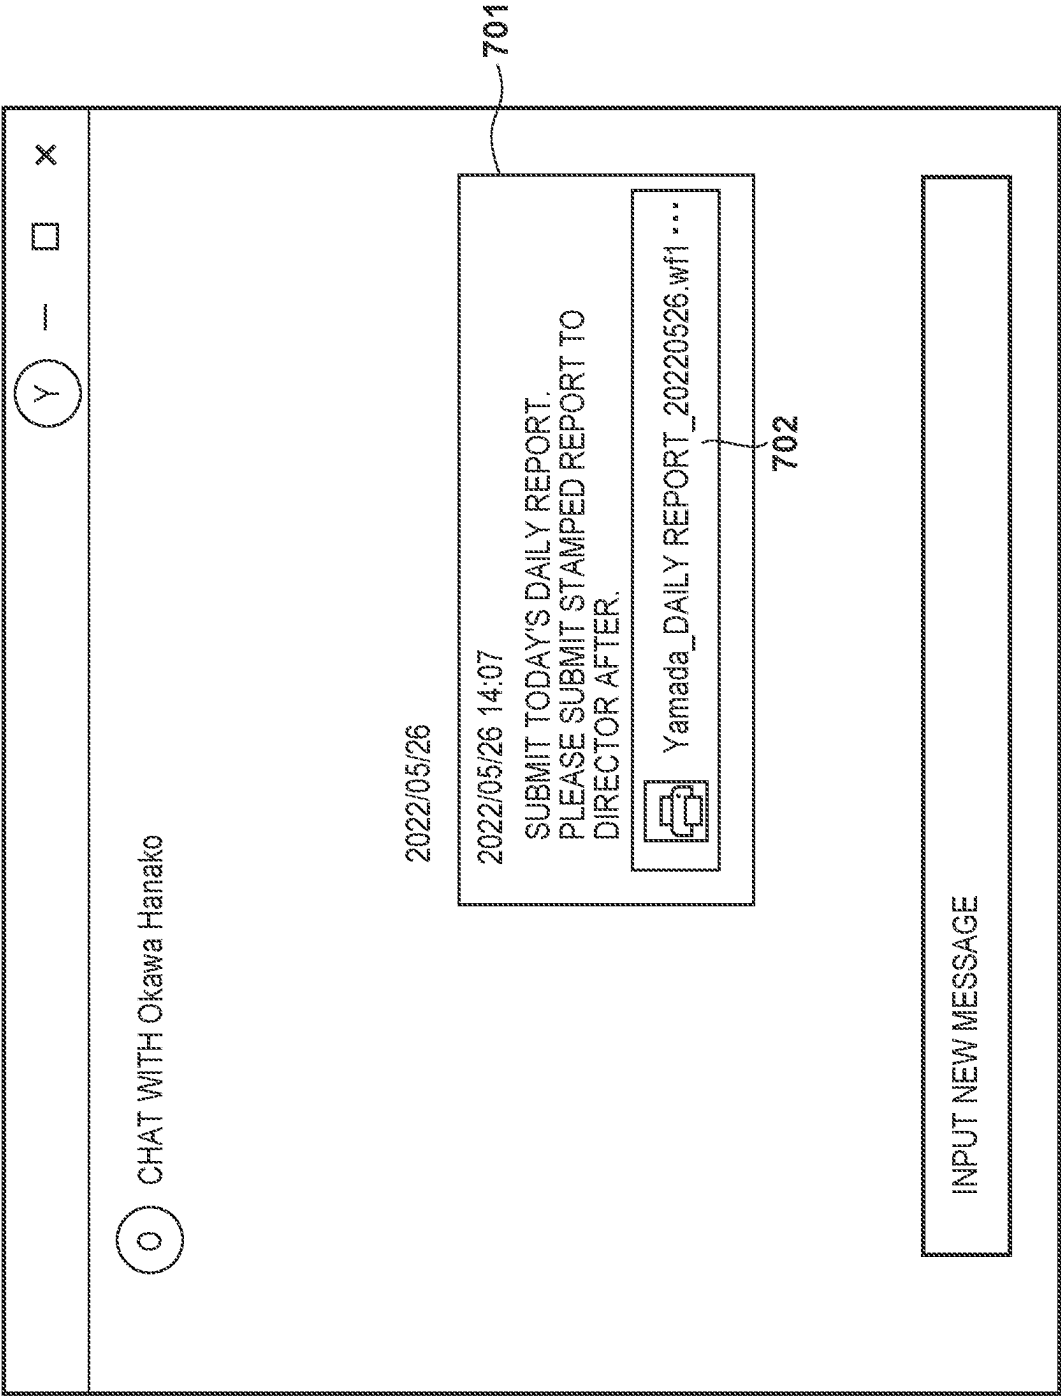 Y
O CHAT WITH Okawa Hanako
2022/05/26
701
2022/05/26 14:07
SUBMIT TODAY'S DAILY REPORT.
PLEASE SUBMIT STAMPED REPORT TO
DIRECTOR AFTER.
Yamada_DAILY REPORT_20220526.wf1 ...
702
INPUT NEW MESSAGE